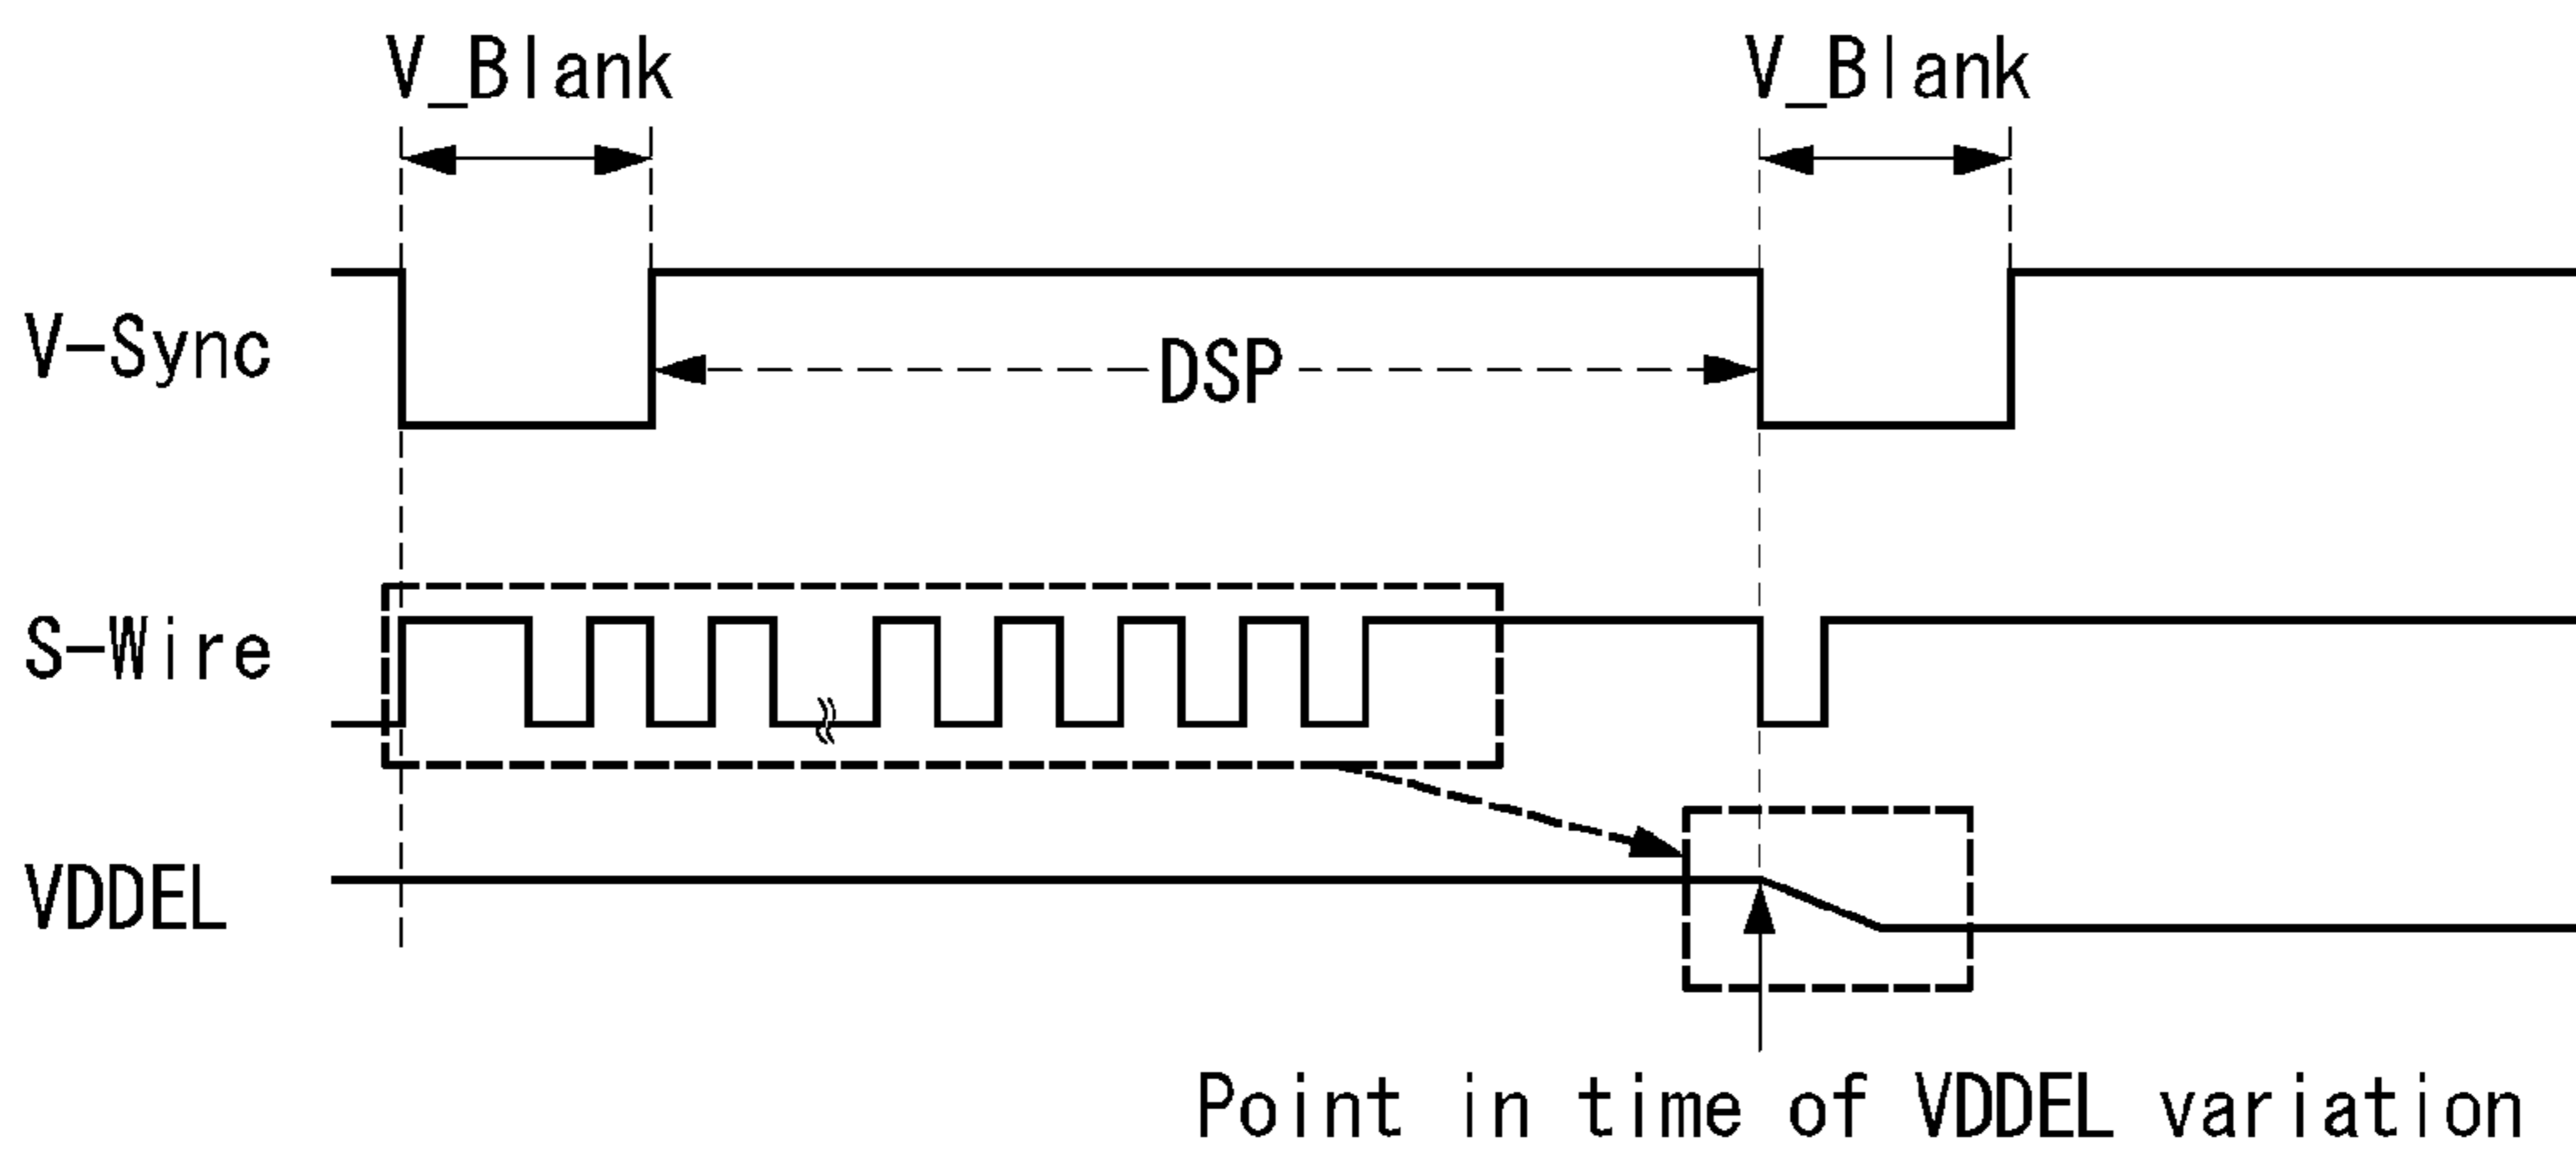 V_Blank V_Blank
V-Sync
DSP
S-Wire
VDDEL
Point in time of VDDEL variation